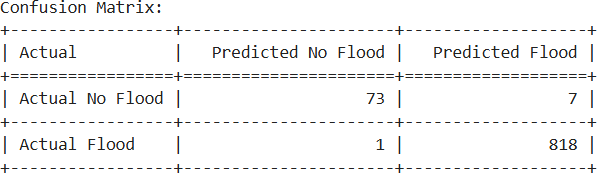 Confusion Matrix:
+-----------------+-----------------------+-------------------+
| Actual          |   Predicted No Flood |   Predicted Flood |
+=================+======================+===================+
| Actual No Flood |                   73 |                 7 |
+-----------------+----------------------+-------------------+
| Actual Flood    |                    1 |               818 |
+-----------------+----------------------+-------------------+